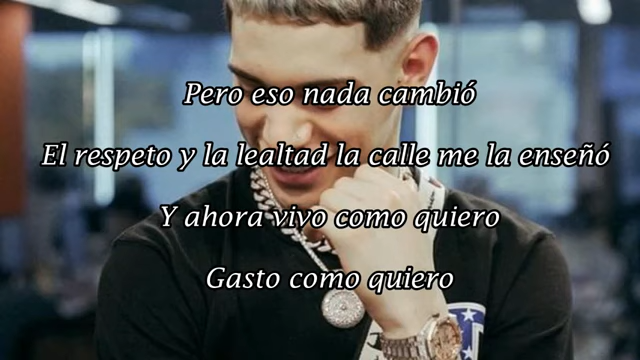 Pero eso nada cambió
El respeto y la lealtad la calle me la enseñó
Y ahora vivo como quiero
Gasto como quiero